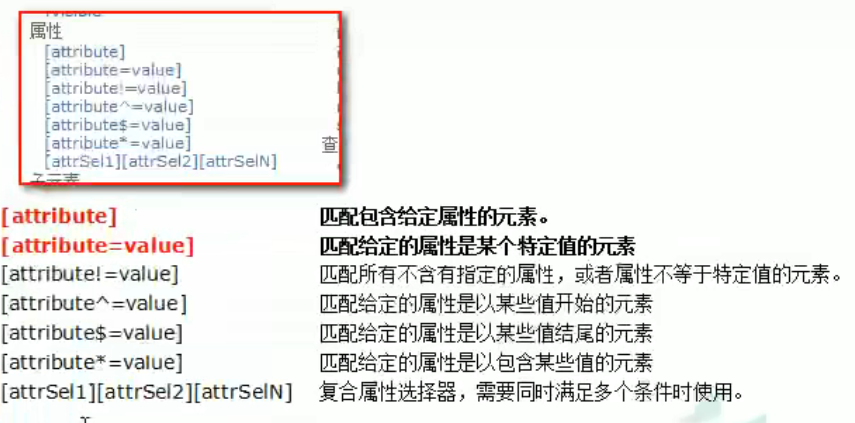 属性
[attribute]
[attribute=value]
[attribute!=value]
[attribute^=value]
[attribute$=value]
[attribute*=value]
查
[attrSel1][attrSel2][attrSelN]
子元素
[attribute] 匹配包含给定属性的元素。
[attribute=value] 匹配给定的属性是某个特定值的元素
[attribute!=value] 匹配所有不含有指定的属性，或者属性不等于特定值的元素。
[attribute^=value] 匹配给定的属性是以某些值开始的元素
[attribute$=value] 匹配给定的属性是以某些值结尾的元素
[attribute*=value] 匹配给定的属性是以包含某些值的元素
[attrSel1][attrSel2][attrSelN] 复合属性选择器，需要同时满足多个条件时使用。